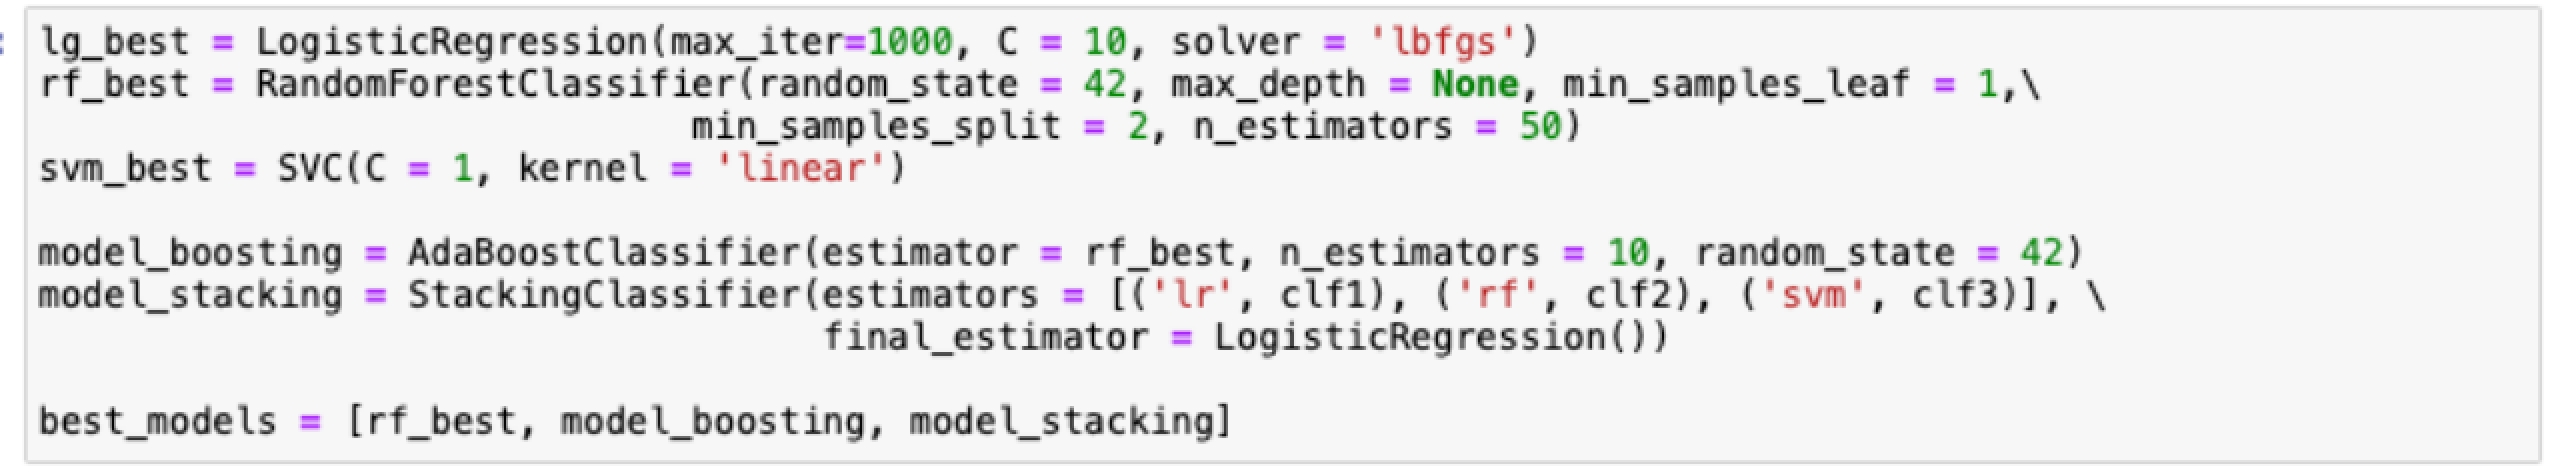 lg_best = LogisticRegression(max_iter=1000, C = 10, solver = 'lbfgs')
rf_best = RandomForestClassifier(random_state = 42, max_depth = None, min_samples_leaf = 1,\
min_samples_split = 2, n_estimators = 50)
svm_best = SVC(C = 1, kernel = 'linear')
model_boosting = AdaBoostClassifier(estimator = rf_best, n_estimators = 10, random_state = 42)
model_stacking = StackingClassifier(estimators = [('lr', clf1), ('rf', clf2), ('svm', clf3)], \
final_estimator = LogisticRegression())
best_models = [rf_best, model_boosting, model_stacking]